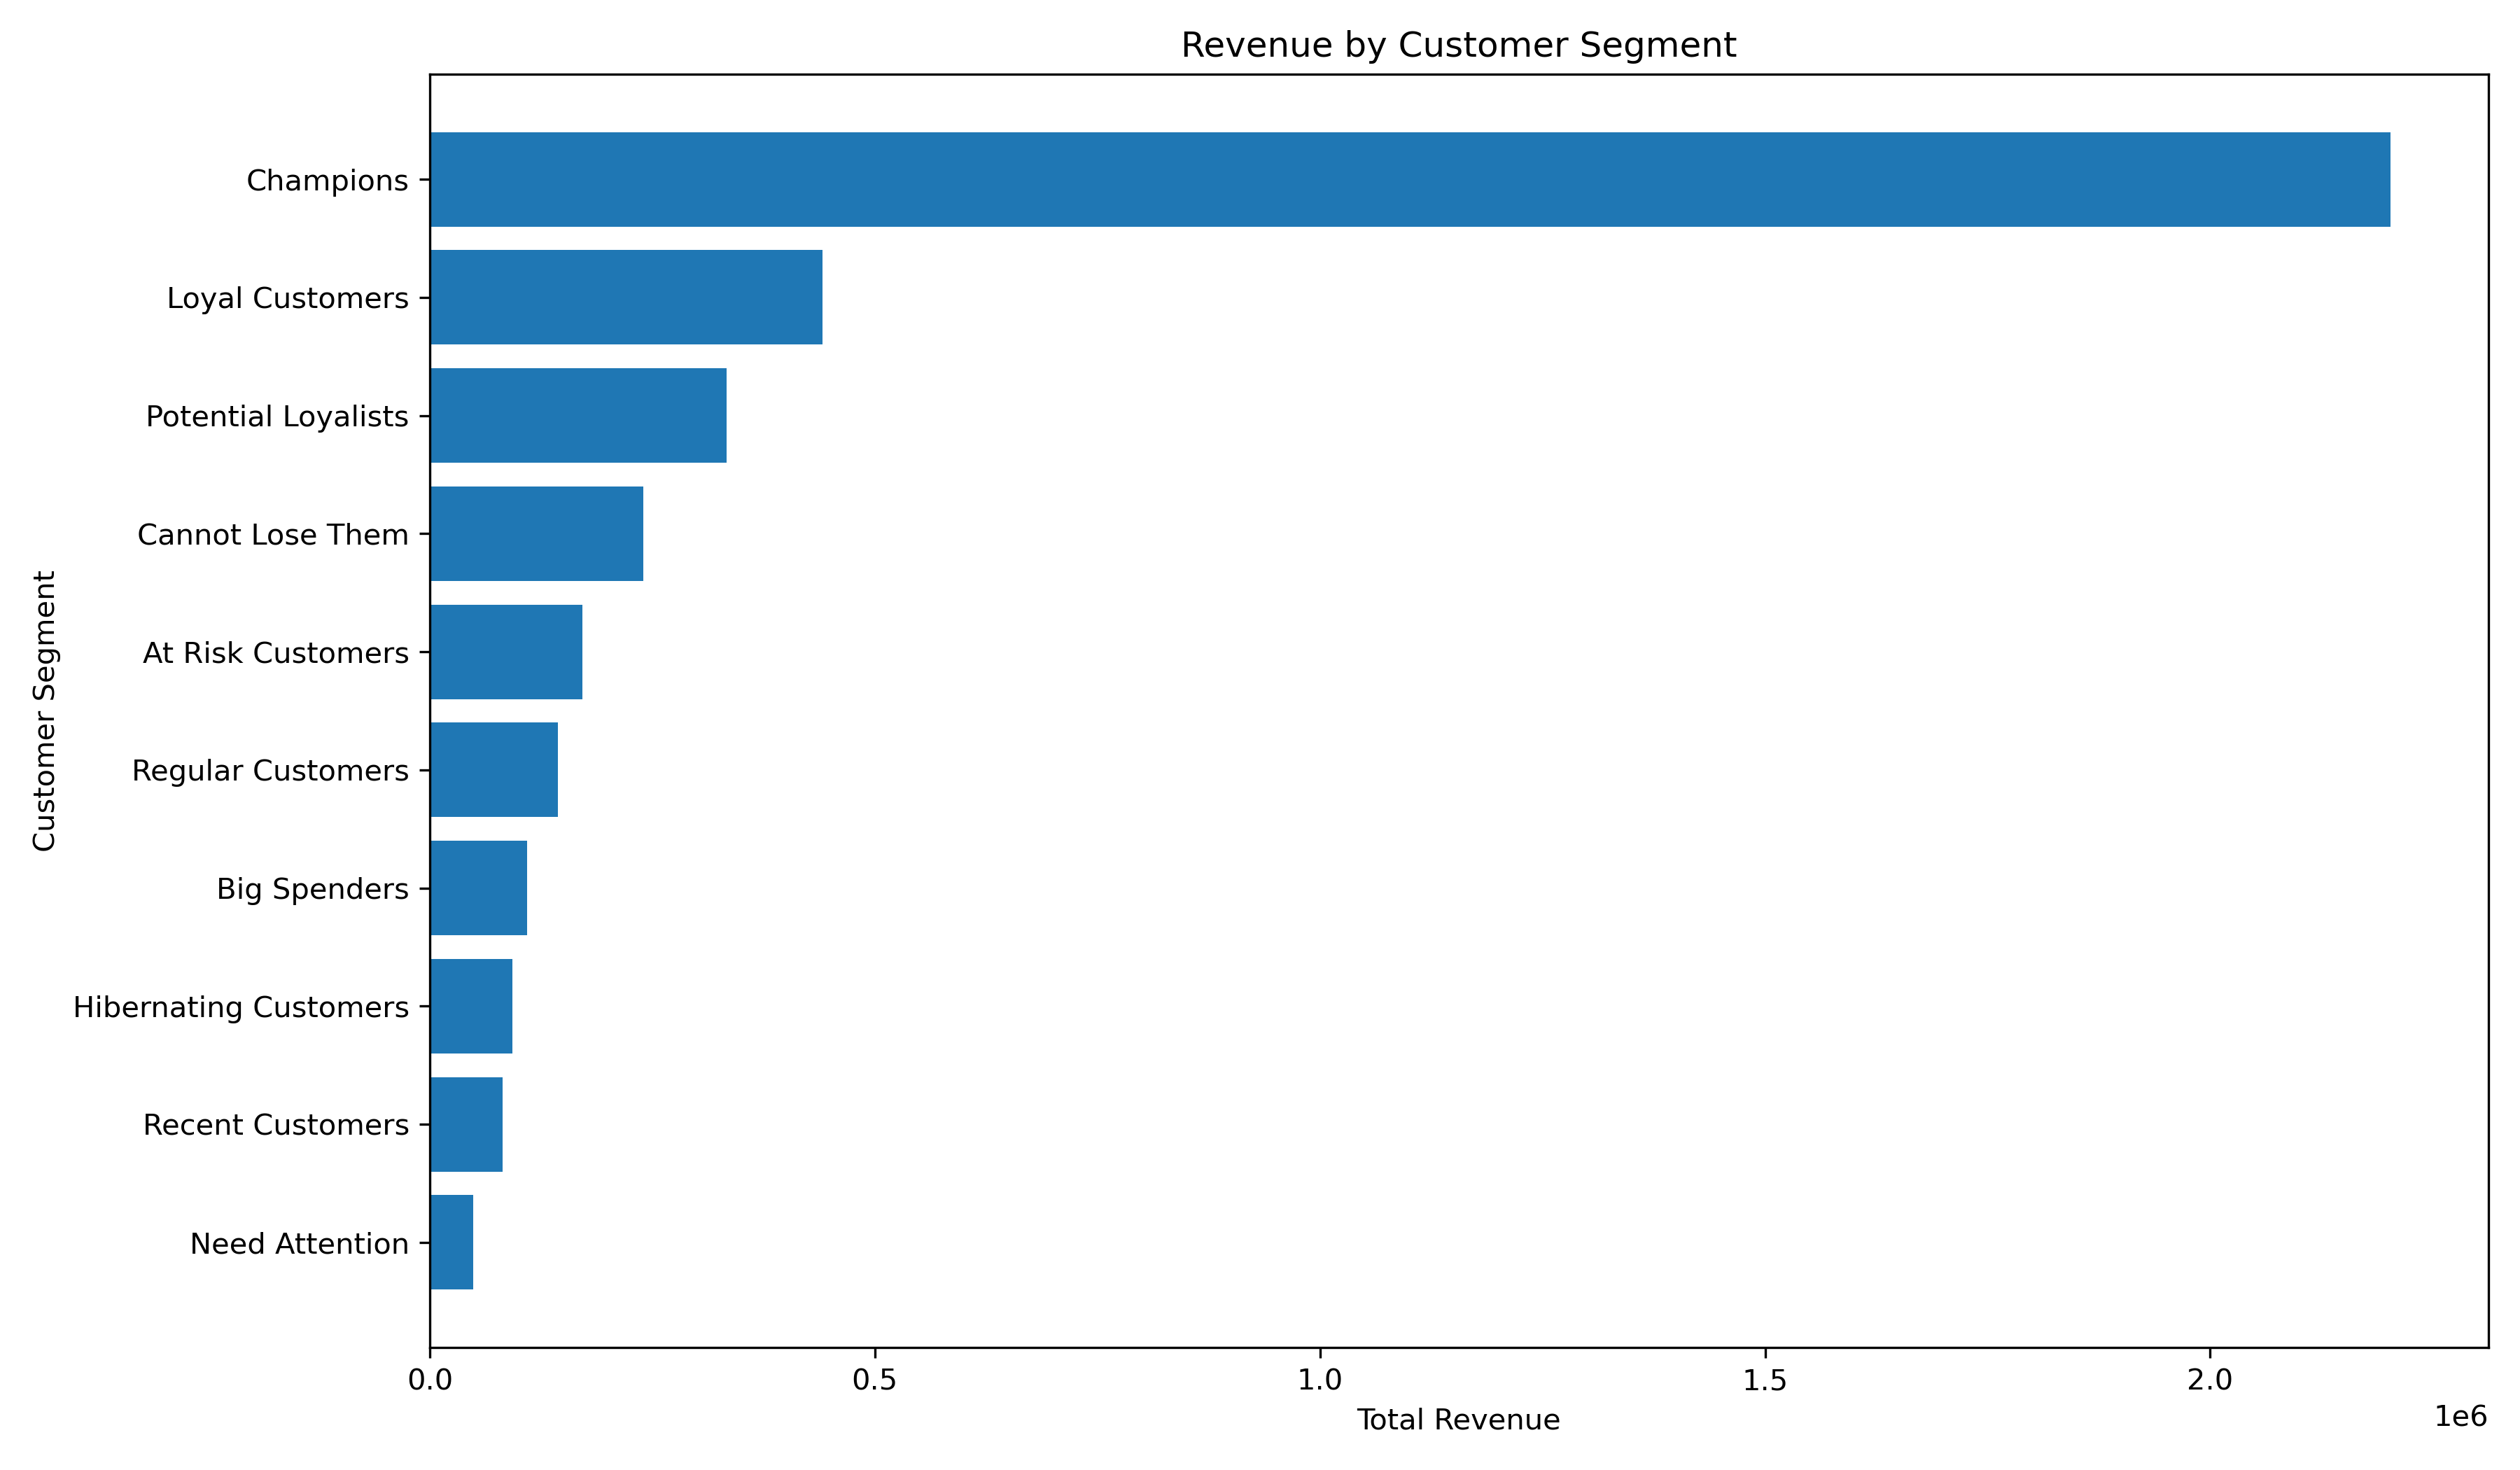 Revenue by Customer Segment
Customer Segment
Champions
Loyal Customers
Potential Loyalists
Cannot Lose Them
At Risk Customers
Regular Customers
Big Spenders
Hibernating Customers
Recent Customers
Need Attention
0.0 0.5 1.0 1.5 2.0
Total Revenue
1e6